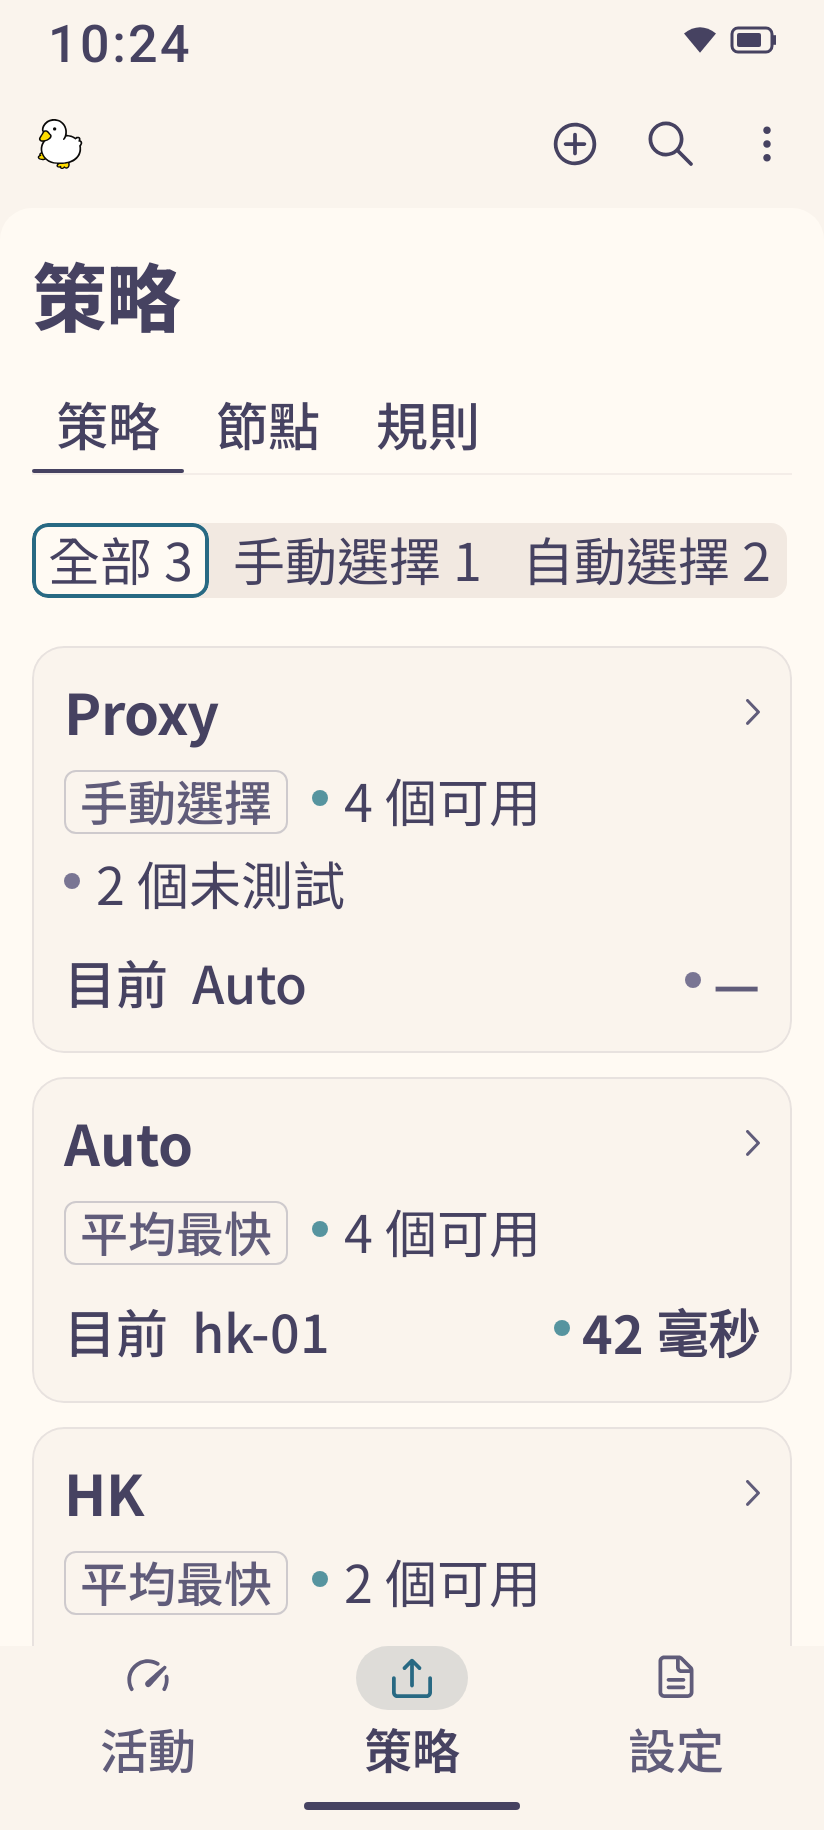 10:24
策略
策略 節點 規則
全部 3 手動選擇 1 自動選擇 2
Proxy
手動選擇 4 個可用
2 個未測試
目前 Auto —
Auto
平均最快 4 個可用
目前 hk-01 42 毫秒
HK
平均最快 2 個可用
活動 策略 設定